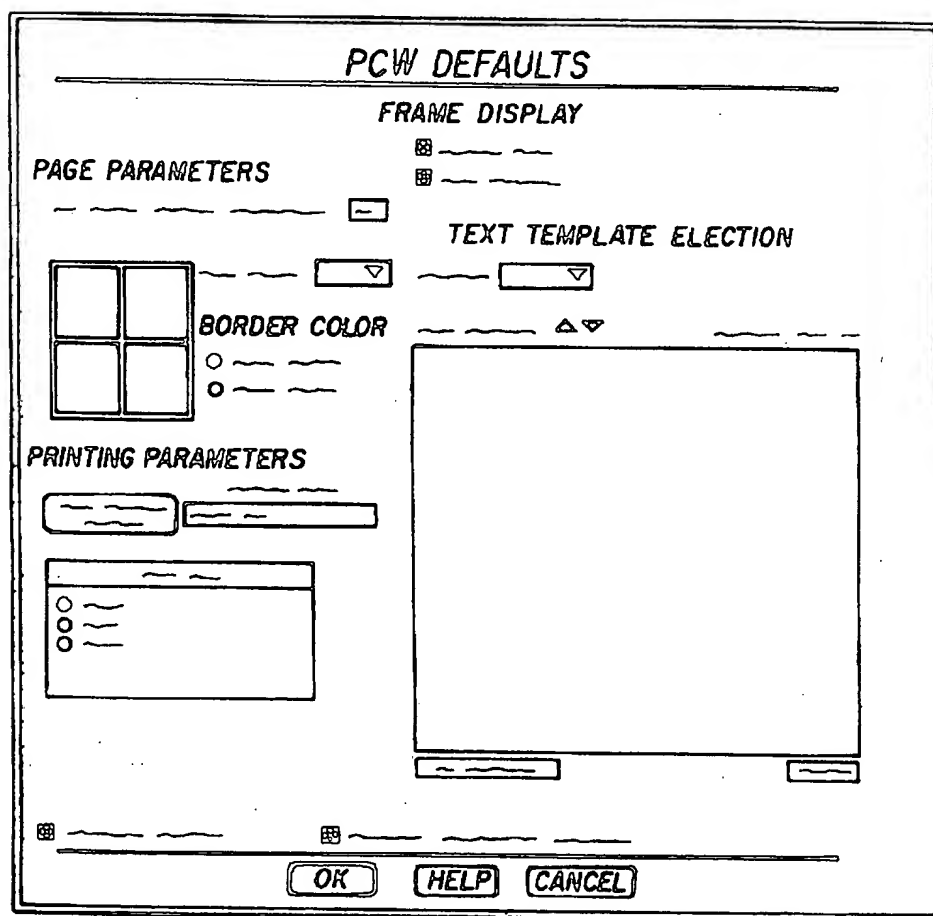 PCW DEFAULTS
FRAME DISPLAY
PAGE PARAMETERS
TEXT TEMPLATE ELECTION
BORDER COLOR
PRINTING PARAMETERS
OK
HELP
CANCEL